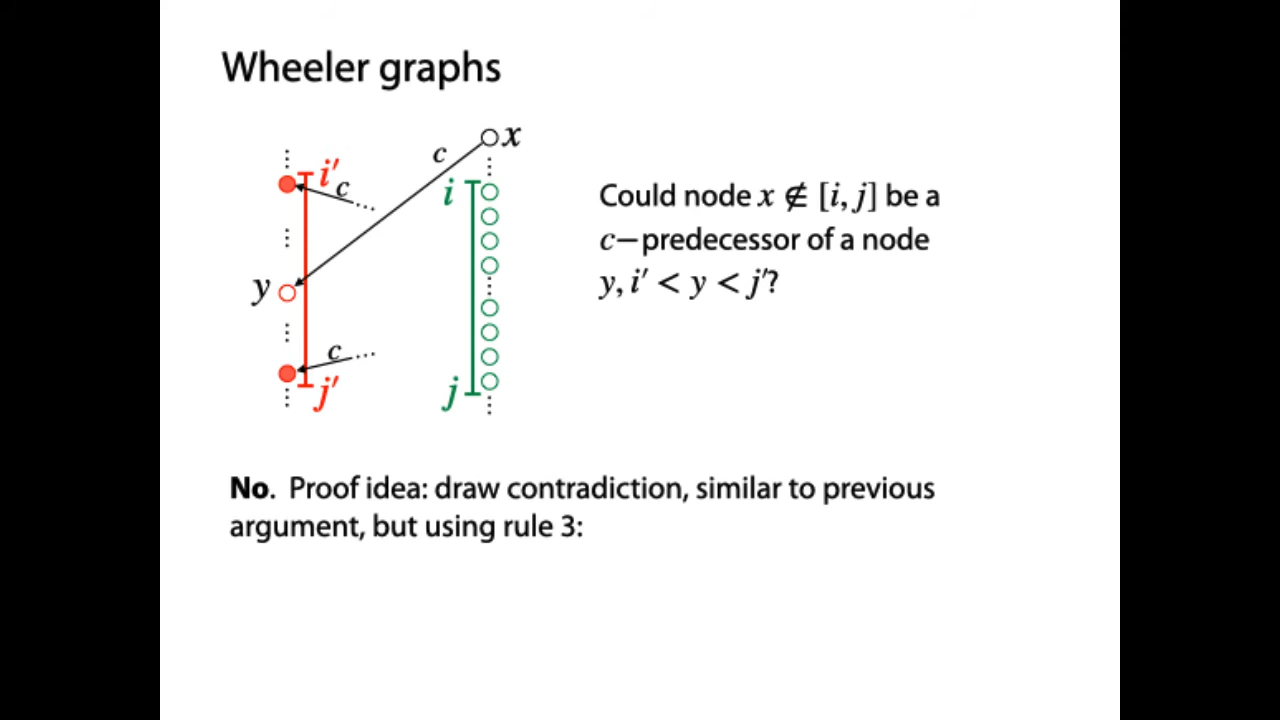 Wheeler graphs
x
c
i′
c
i
y
c
j′
j
Could node x ∉ [i, j] be a
c–predecessor of a node
y, i′ < y < j′?
No. Proof idea: draw contradiction, similar to previous
argument, but using rule 3: